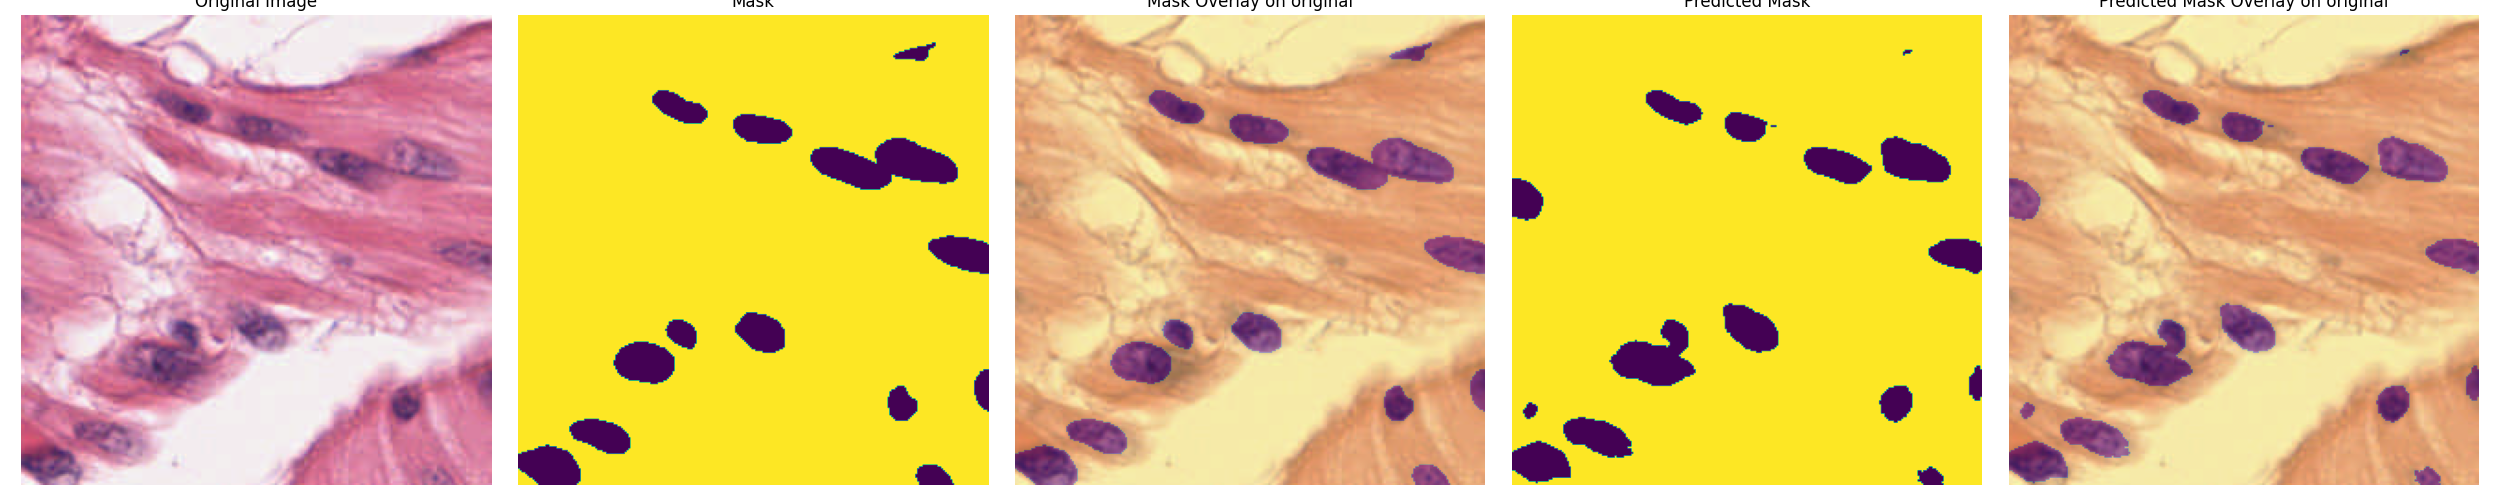 Original Image
Mask
Mask Overlay on original
Predicted Mask
Predicted Mask Overlay on original